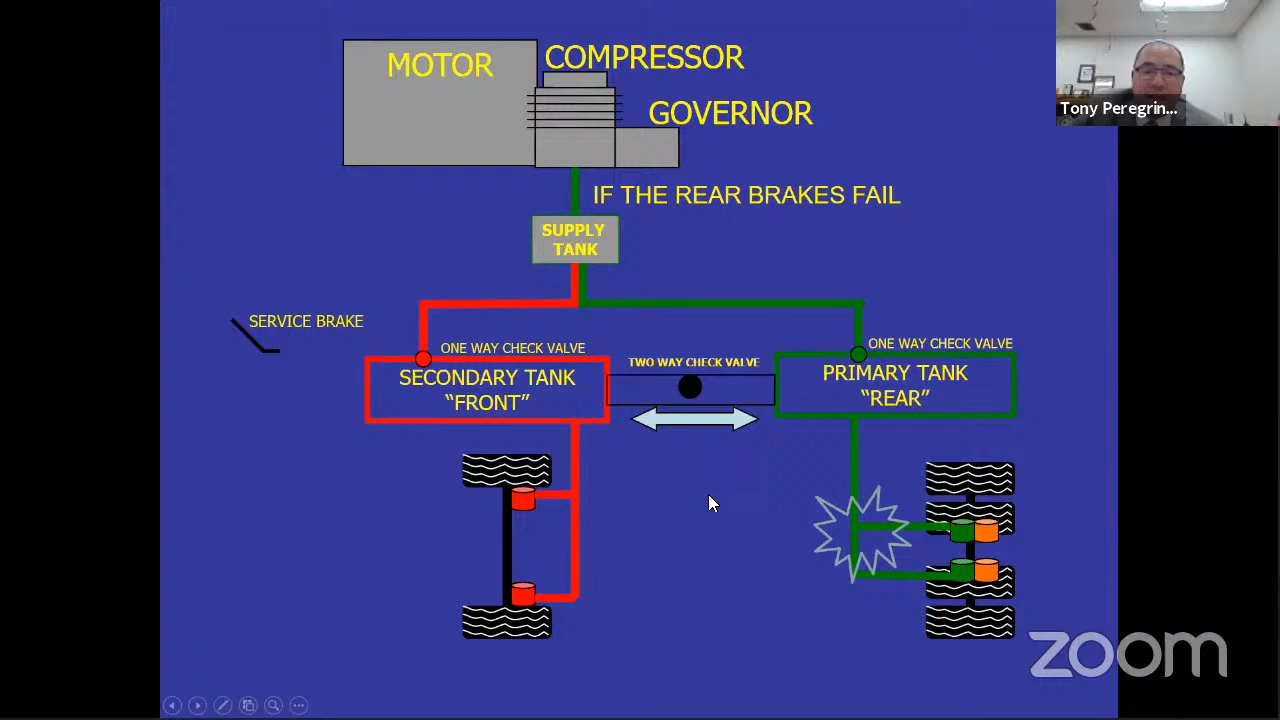 MOTOR
COMPRESSOR
GOVERNOR
Tony Peregrin...
IF THE REAR BRAKES FAIL
SUPPLY
TANK
SERVICE BRAKE
ONE WAY CHECK VALVE
SECONDARY TANK
“FRONT”
TWO WAY CHECK VALVE
ONE WAY CHECK VALVE
PRIMARY TANK
“REAR”
zoom